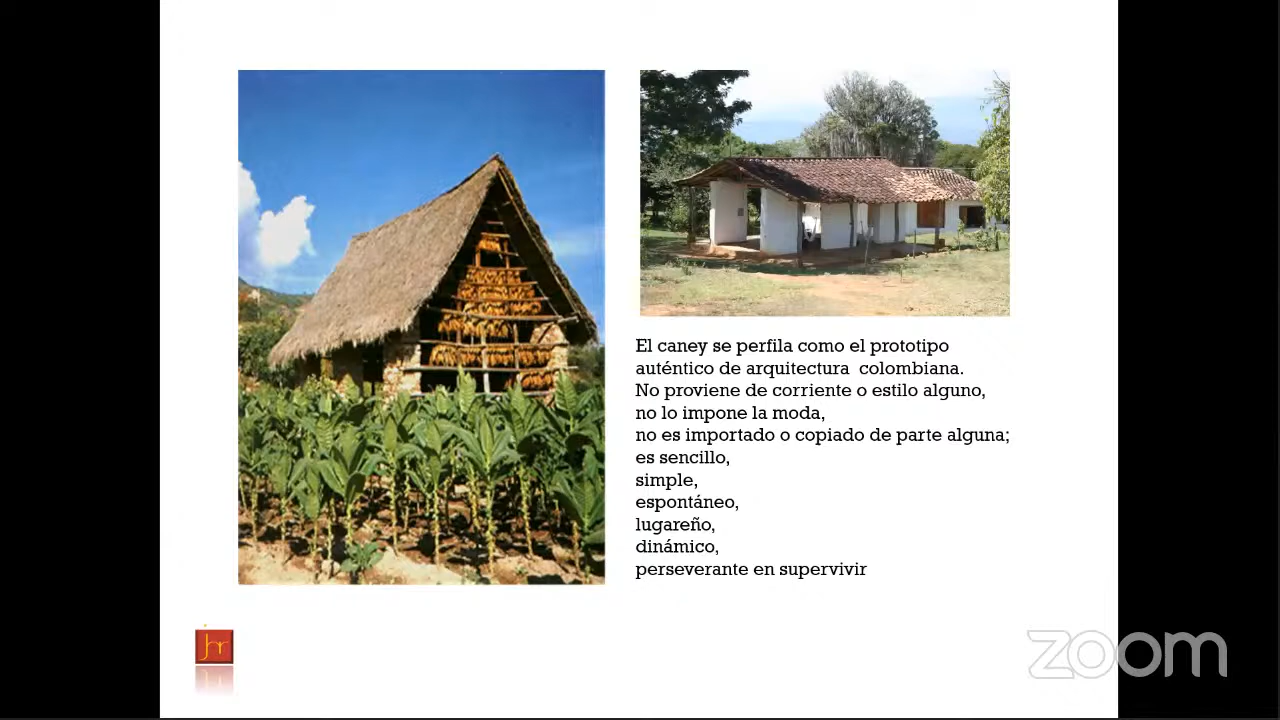 El caney se perfila como el prototipo
auténtico de arquitectura colombiana.
No proviene de corriente o estilo alguno,
no lo impone la moda,
no es importado o copiado de parte alguna;
es sencillo,
simple,
espontáneo,
lugareño,
dinámico,
perseverante en supervivir
jhr
zoom